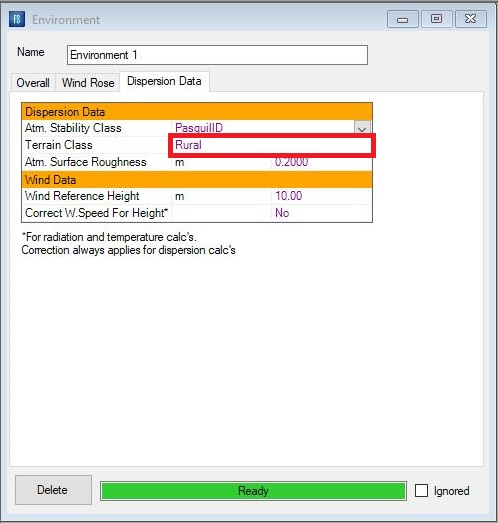 FS Environment
Name Environment 1
Overall Wind Rose Dispersion Data
Dispersion Data
Atm. Stability Class PasquillD
Terrain Class Rural
Atm. Surface Roughness m 0.2000
Wind Data
Wind Reference Height m 10.00
Correct W.Speed For Height* No
*For radiation and temperature calc's.
Correction always applies for dispersion calc's
Delete Ready Ignored